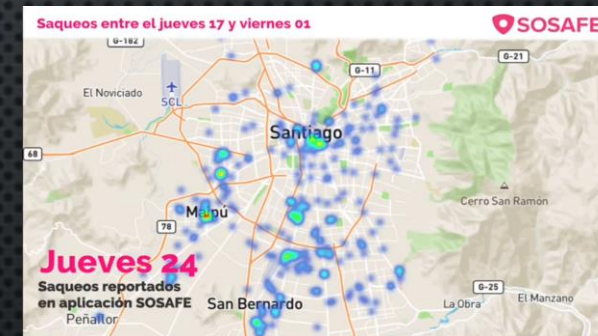 Saqueos entre el jueves 17 y viernes 01
SOSAFE
G-182
G-21
G-11
El Noviciado
SCL
Santiago
68
Cerro San Ramón
Maipú
78
Jueves 24
Saqueos reportados
en aplicación SOSAFE
San Bernardo
G-25
La Obra
El Manzano
Peñaflor